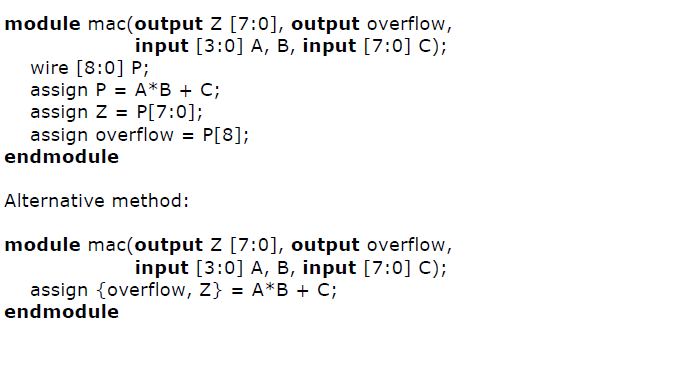 module mac(output Z [7:0], output overflow,
input [3:0] A, B, input [7:0] C);
wire [8:0] P;
assign P = A*B + C;
assign Z = P[7:0];
assign overflow = P[8];
endmodule
Alternative method:
module mac(output Z [7:0], output overflow,
input [3:0] A, B, input [7:0] C);
assign {overflow, Z} = A*B + C;
endmodule